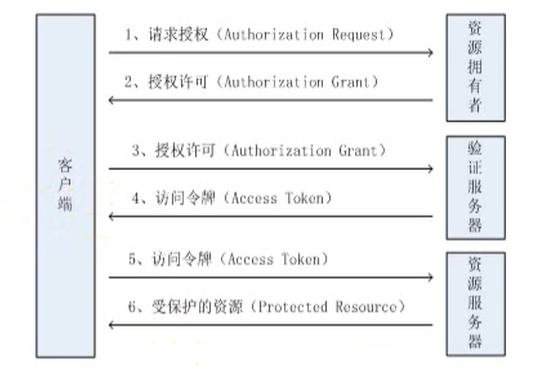 1、请求授权（Authorization Request）
2、授权许可（Authorization Grant）
资源拥有者
3、授权许可（Authorization Grant）
4、访问令牌（Access Token）
验证服务器
客户端
5、访问令牌（Access Token）
6、受保护的资源（Protected Resource）
资源服务器